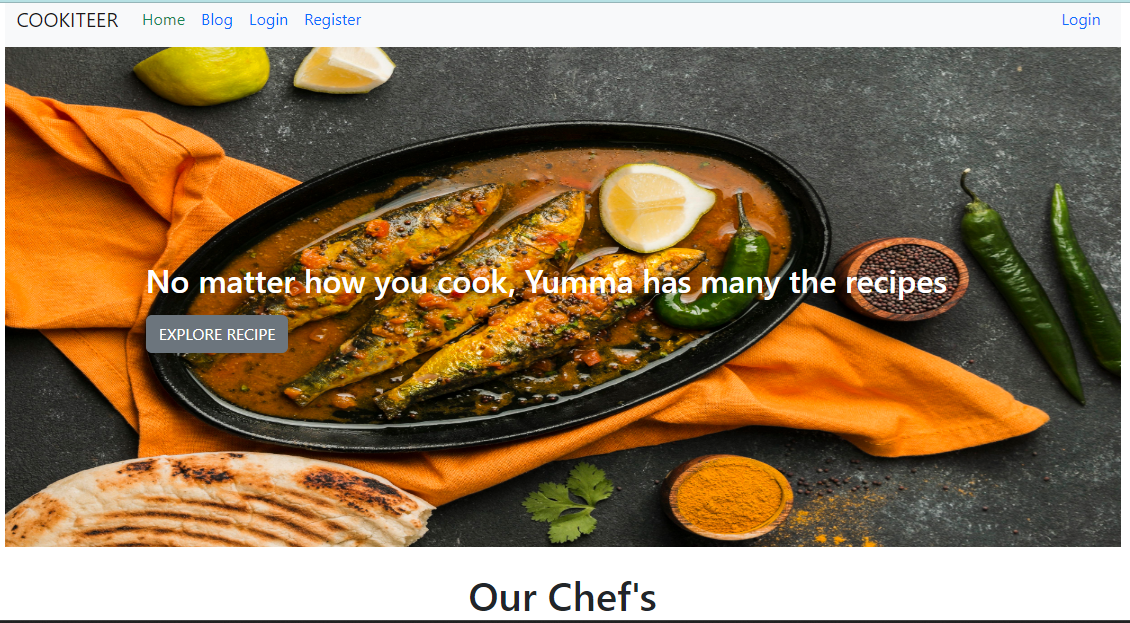 COOKITEER Home Blog Login Register Login
No matter how you cook, Yumma has many the recipes
EXPLORE RECIPE
Our Chef's